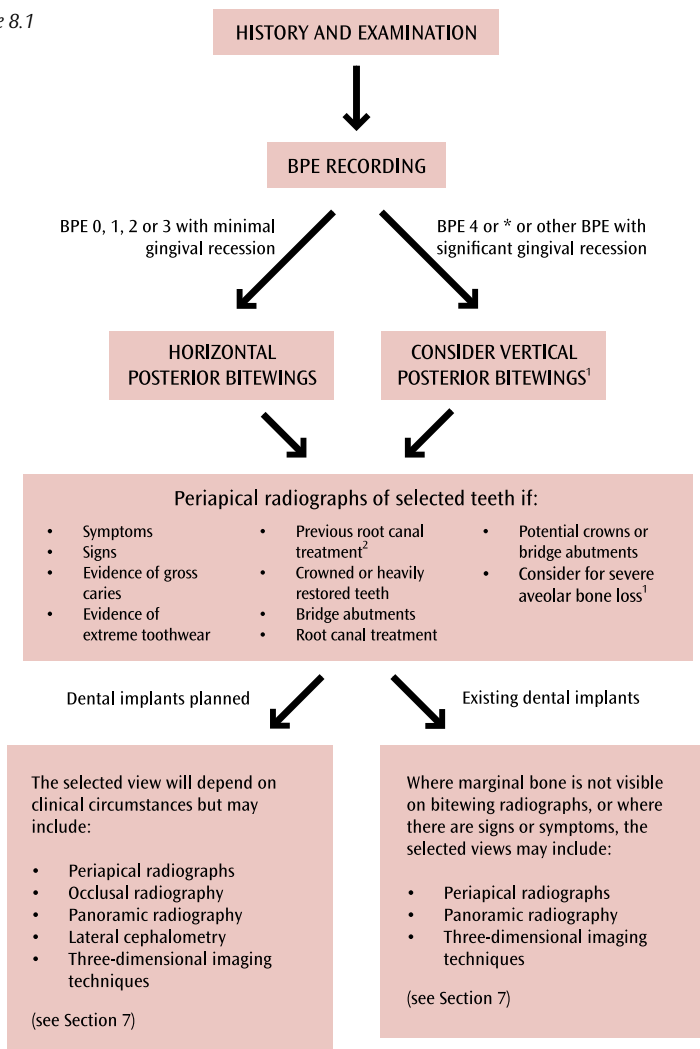 e 8.1
HISTORY AND EXAMINATION
BPE RECORDING
BPE 0, 1, 2 or 3 with minimal
gingival recession
BPE 4 or * or other BPE with
significant gingival recession
HORIZONTAL
POSTERIOR BITEWINGS
CONSIDER VERTICAL
POSTERIOR BITEWINGS¹
Periapical radiographs of selected teeth if:
• Symptoms
• Signs
• Evidence of gross
caries
• Evidence of
extreme toothwear
• Previous root canal
treatment²
• Crowned or heavily
restored teeth
• Bridge abutments
• Root canal treatment
• Potential crowns or
bridge abutments
• Consider for severe
aveolar bone loss¹
Dental implants planned
Existing dental implants
The selected view will depend on
clinical circumstances but may
include:
• Periapical radiographs
• Occlusal radiography
• Panoramic radiography
• Lateral cephalometry
• Three-dimensional imaging
techniques
(see Section 7)
Where marginal bone is not visible
on bitewing radiographs, or where
there are signs or symptoms, the
selected views may include:
• Periapical radiographs
• Panoramic radiography
• Three-dimensional imaging
techniques
(see Section 7)